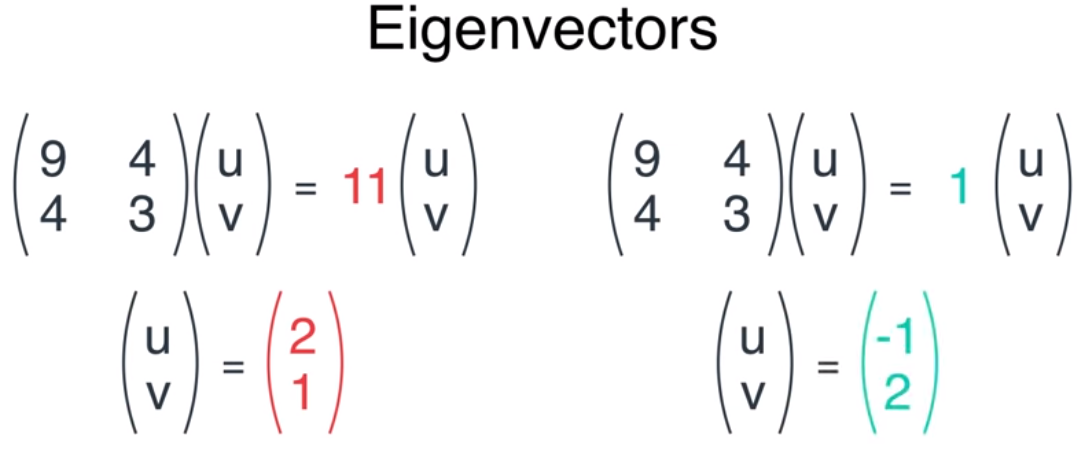 Eigenvectors
( 9 4 ) ( u ) = 11 ( u )
( 4 3 ) ( v ) ( v )
( 9 4 ) ( u ) = 1 ( u )
( 4 3 ) ( v ) ( v )
( u ) = ( 2 )
( v ) ( 1 )
( u ) = ( -1 )
( v ) ( 2 )